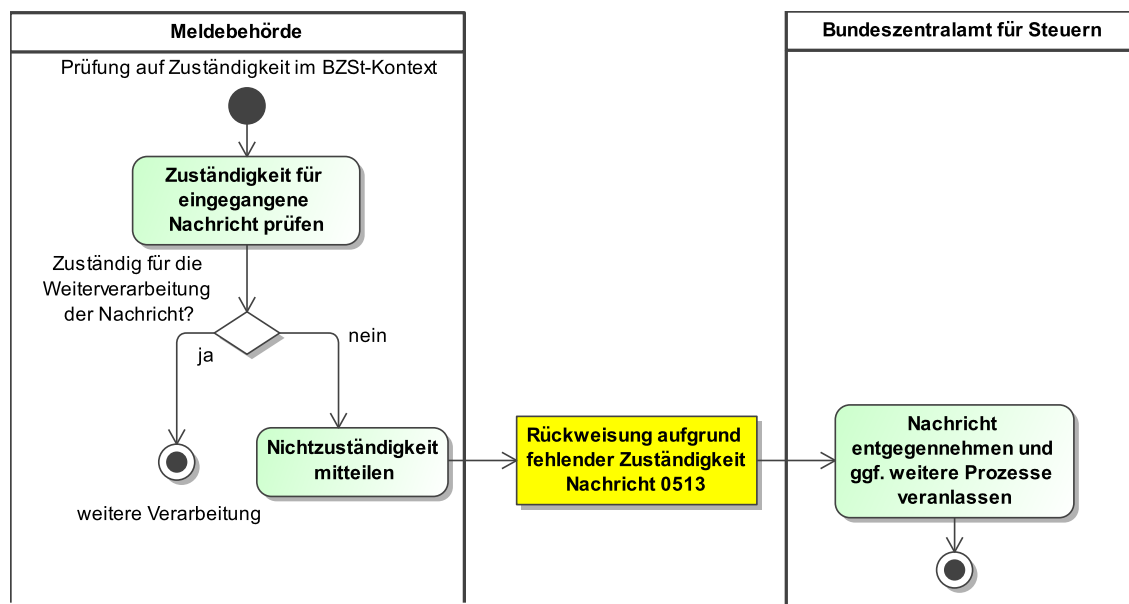 Meldebehörde
Bundeszentralamt für Steuern
Prüfung auf Zuständigkeit im BZSt-Kontext
Zuständigkeit für
eingegangene
Nachricht prüfen
Zuständig für die
Weiterverarbeitung
der Nachricht?
ja
nein
Nichtzuständigkeit
mitteilen
weitere Verarbeitung
Rückweisung aufgrund
fehlender Zuständigkeit
Nachricht 0513
Nachricht
entgegennehmen und
ggf. weitere Prozesse
veranlassen